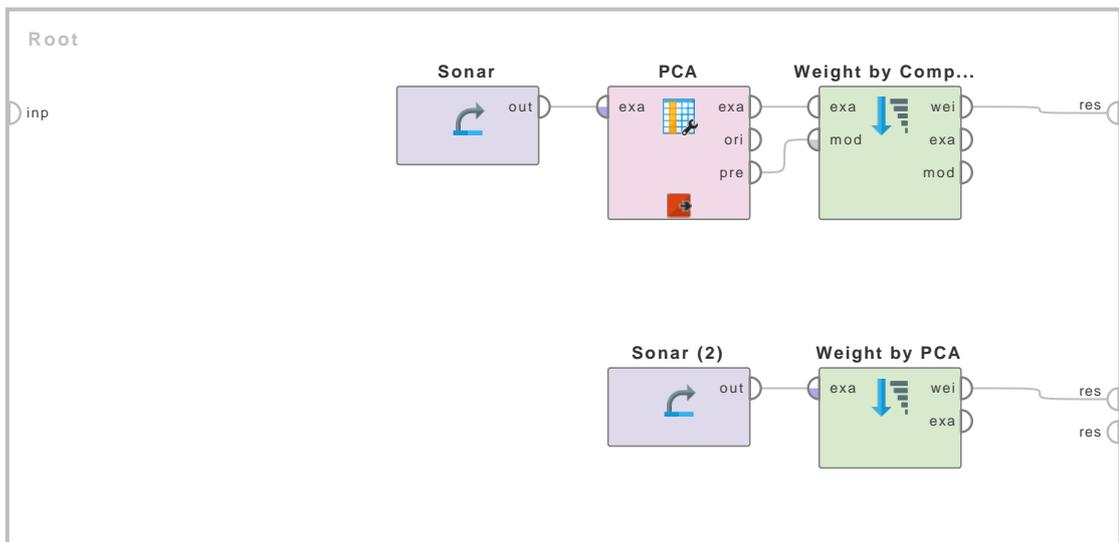 Root
inp
Sonar
out
PCA
exa exa
ori
pre
Weight by Comp...
exa wei
mod exa
mod
res
Sonar (2)
out
Weight by PCA
exa wei
exa
res
res